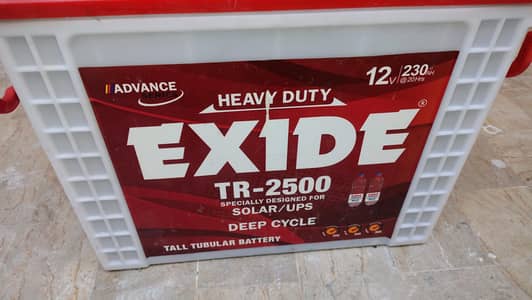 ADVANCE
12V 230AH
@ 20Hrs
HEAVY DUTY
EXIDE ®
TR-2500
SPECIALLY DESIGNED FOR
SOLAR/UPS
DEEP CYCLE
TALL TUBULAR BATTERY